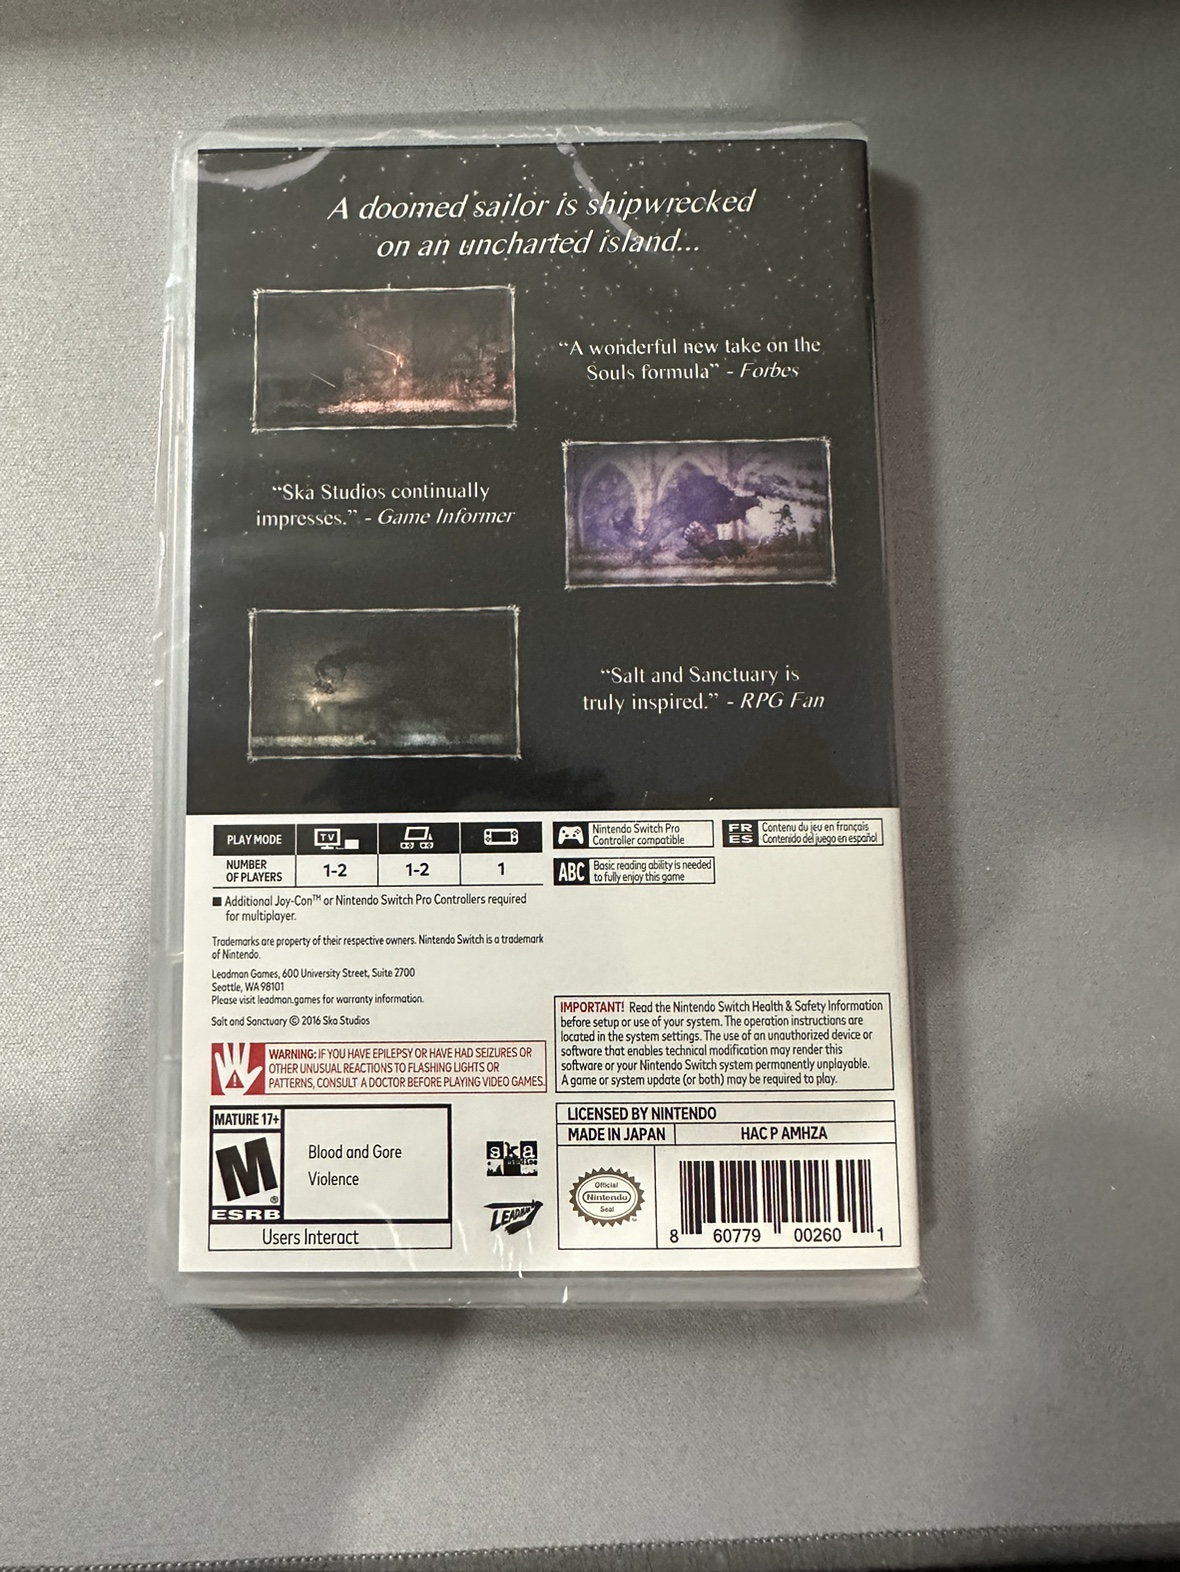 A doomed sailor is shipwrecked
on an uncharted island...
“A wonderful new take on the
Souls formula” - Forbes
“Ska Studios continually
impresses.” - Game Informer
“Salt and Sanctuary is
truly inspired.” - RPG Fan
PLAY MODE
TV
NUMBER
OF PLAYERS
1-2
1-2
1
Nintendo Switch Pro
Controller compatible
FR
ES
Contenu du jeu en français
Contenido del juego en español
ABC
Basic reading ability is needed
to fully enjoy this game
■ Additional Joy-Con™ or Nintendo Switch Pro Controllers required
for multiplayer.
Trademarks are property of their respective owners. Nintendo Switch is a trademark
of Nintendo.
Leadman Games, 600 University Street, Suite 2700
Seattle, WA 98101
Please visit leadman.games for warranty information.
Salt and Sanctuary © 2016 Ska Studios
WARNING: IF YOU HAVE EPILEPSY OR HAVE HAD SEIZURES OR
OTHER UNUSUAL REACTIONS TO FLASHING LIGHTS OR
PATTERNS, CONSULT A DOCTOR BEFORE PLAYING VIDEO GAMES.
IMPORTANT! Read the Nintendo Switch Health & Safety Information
before setup or use of your system. The operation instructions are
located in the system settings. The use of an unauthorized device or
software that enables technical modification may render this
software or your Nintendo Switch system permanently unplayable.
A game or system update (or both) may be required to play.
MATURE 17+
M
®
ESRB
Blood and Gore
Violence
Users Interact
ska
studios
LEADMAN
LICENSED BY NINTENDO
MADE IN JAPAN
HAC P AMHZA
Official
Nintendo
Seal
8 60779 00260 1